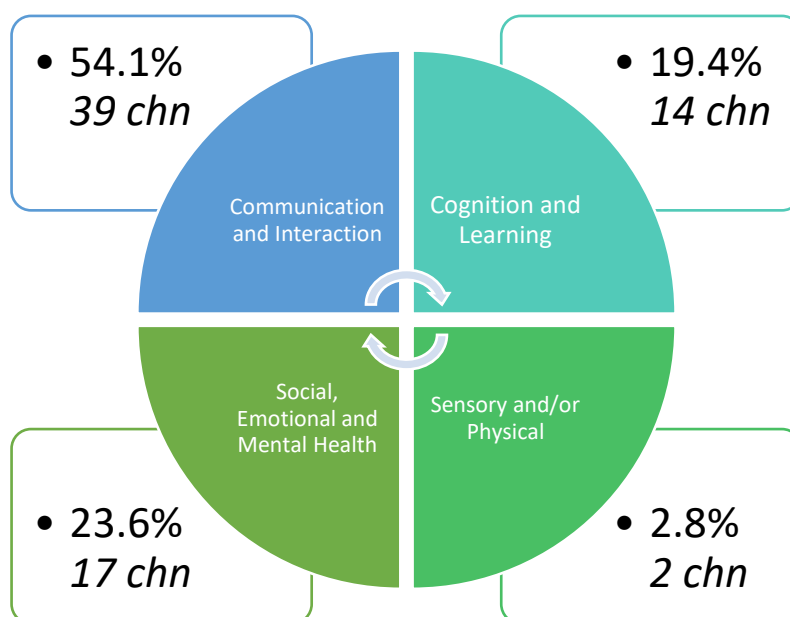 • 54.1%
39 chn
• 19.4%
14 chn
Communication
and Interaction
Cognition and
Learning
Social,
Emotional and
Mental Health
Sensory and/or
Physical
• 23.6%
17 chn
• 2.8%
2 chn